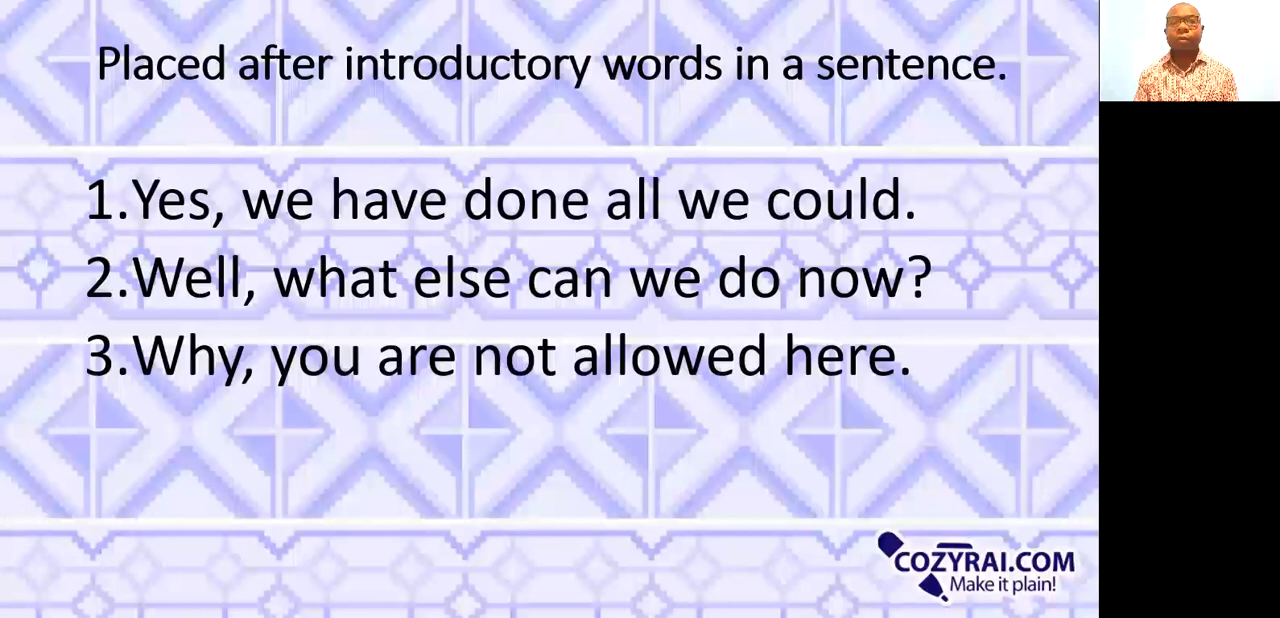 Placed after introductory words in a sentence.
1.Yes, we have done all we could.
2.Well, what else can we do now?
3.Why, you are not allowed here.
COZYRAI.COM
Make it plain!